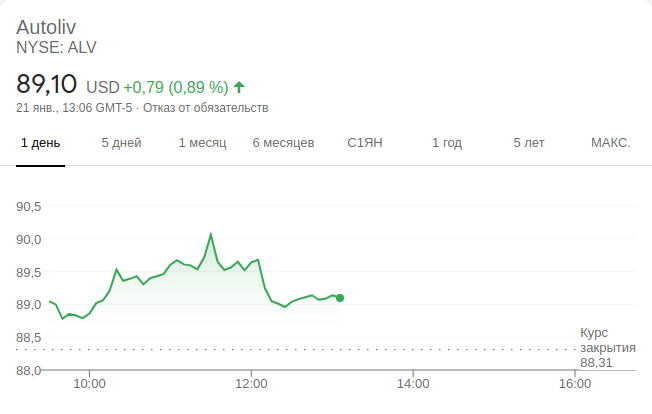 Autoliv
NYSE: ALV
89,10 USD +0,79 (0,89 %)
21 янв., 13:06 GMT-5 · Отказ от обязательств
1 день 5 дней 1 месяц 6 месяцев С1ЯН 1 год 5 лет МАКС.
90,5
90,0
89,5
89,0
88,5
Курс
закрытия
88,31
88,0
10:00 12:00 14:00 16:00